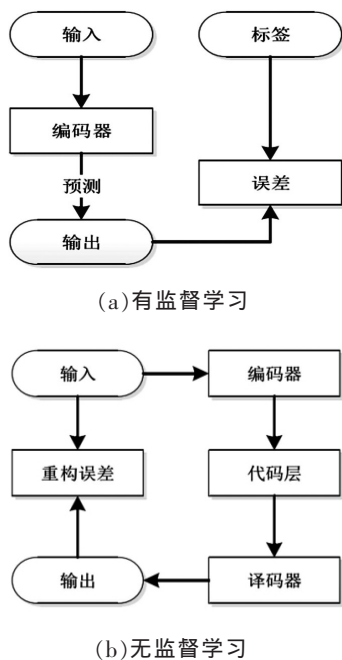 输入 标签
编码器
预测 误差
输出
(a)有监督学习
输入 编码器
重构误差 代码层
输出 译码器
(b)无监督学习